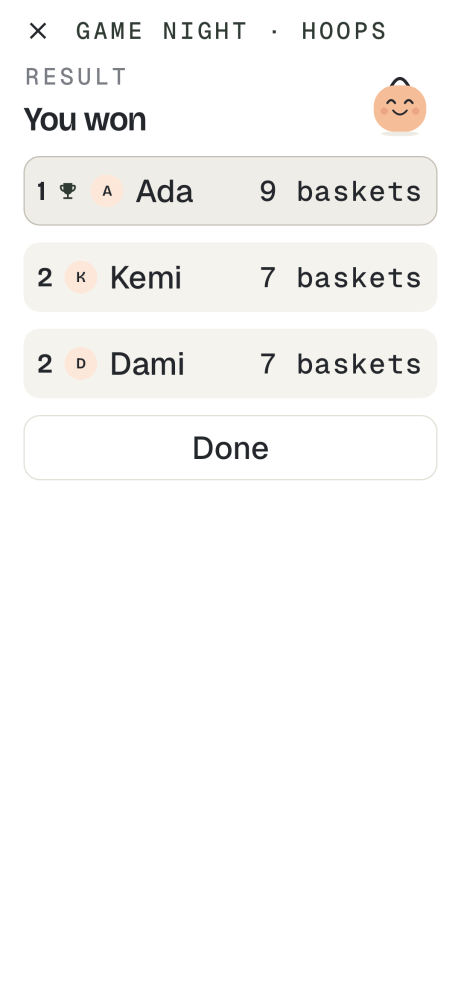 GAME NIGHT · HOOPS
RESULT
You won
1 A Ada 9 baskets
2 K Kemi 7 baskets
2 D Dami 7 baskets
Done